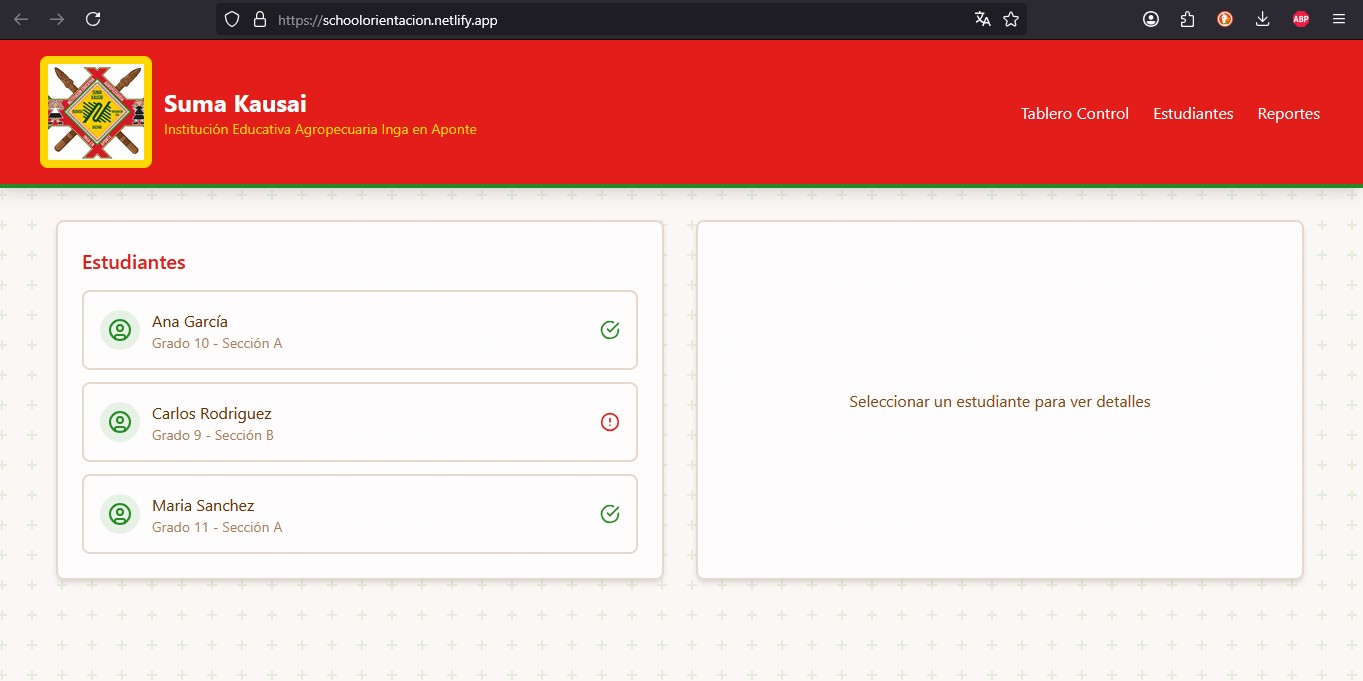 https://schoolorientacion.netlify.app
ABP
SUMA
KAUSAI
Suma Kausai
Institución Educativa Agropecuaria Inga en Aponte
Tablero Control
Estudiantes
Reportes
Estudiantes
Ana García
Grado 10 - Sección A
Carlos Rodriguez
Grado 9 - Sección B
Maria Sanchez
Grado 11 - Sección A
Seleccionar un estudiante para ver detalles